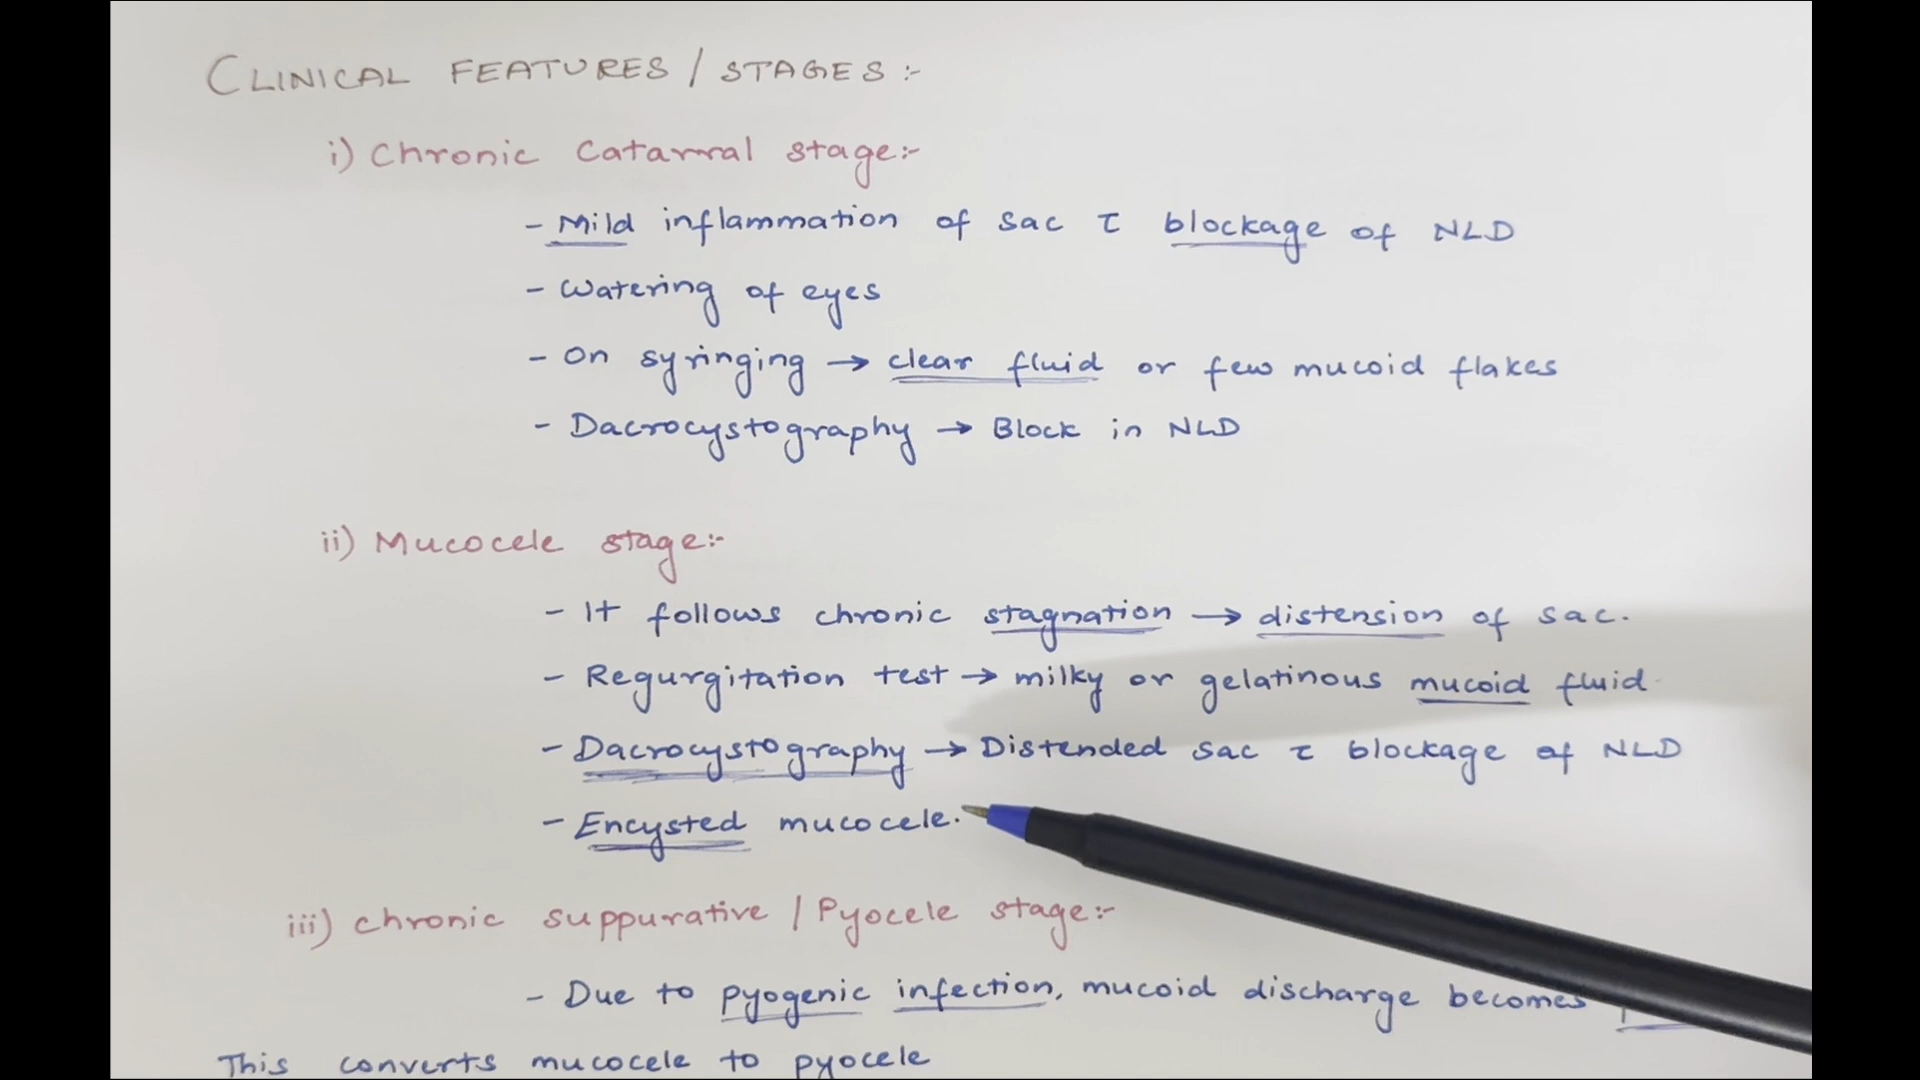 CLINICAL FEATURES / STAGES :-
i) Chronic Catarral stage:-
- Mild inflammation of sac c̄ blockage of NLD
- Watering of eyes
- On syringing → clear fluid or few mucoid flakes
- Dacrocystography → Block in NLD
ii) Mucocele stage:-
- It follows chronic stagnation → distension of sac.
- Regurgitation test → milky or gelatinous mucoid fluid
- Dacrocystography → Distended sac c̄ blockage of NLD
- Encysted mucocele.
iii) chronic suppurative / Pyocele stage:-
- Due to pyogenic infection, mucoid discharge becomes
This converts mucocele to pyocele